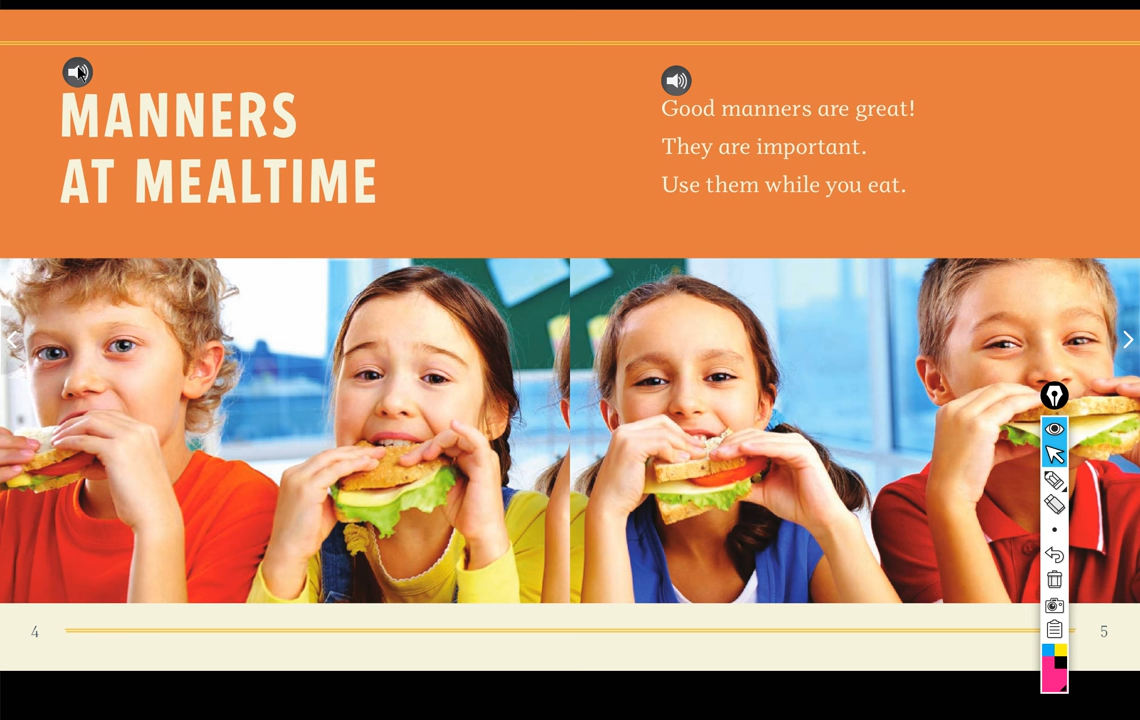 MANNERS
AT MEALTIME
Good manners are great!
They are important.
Use them while you eat.
4
5